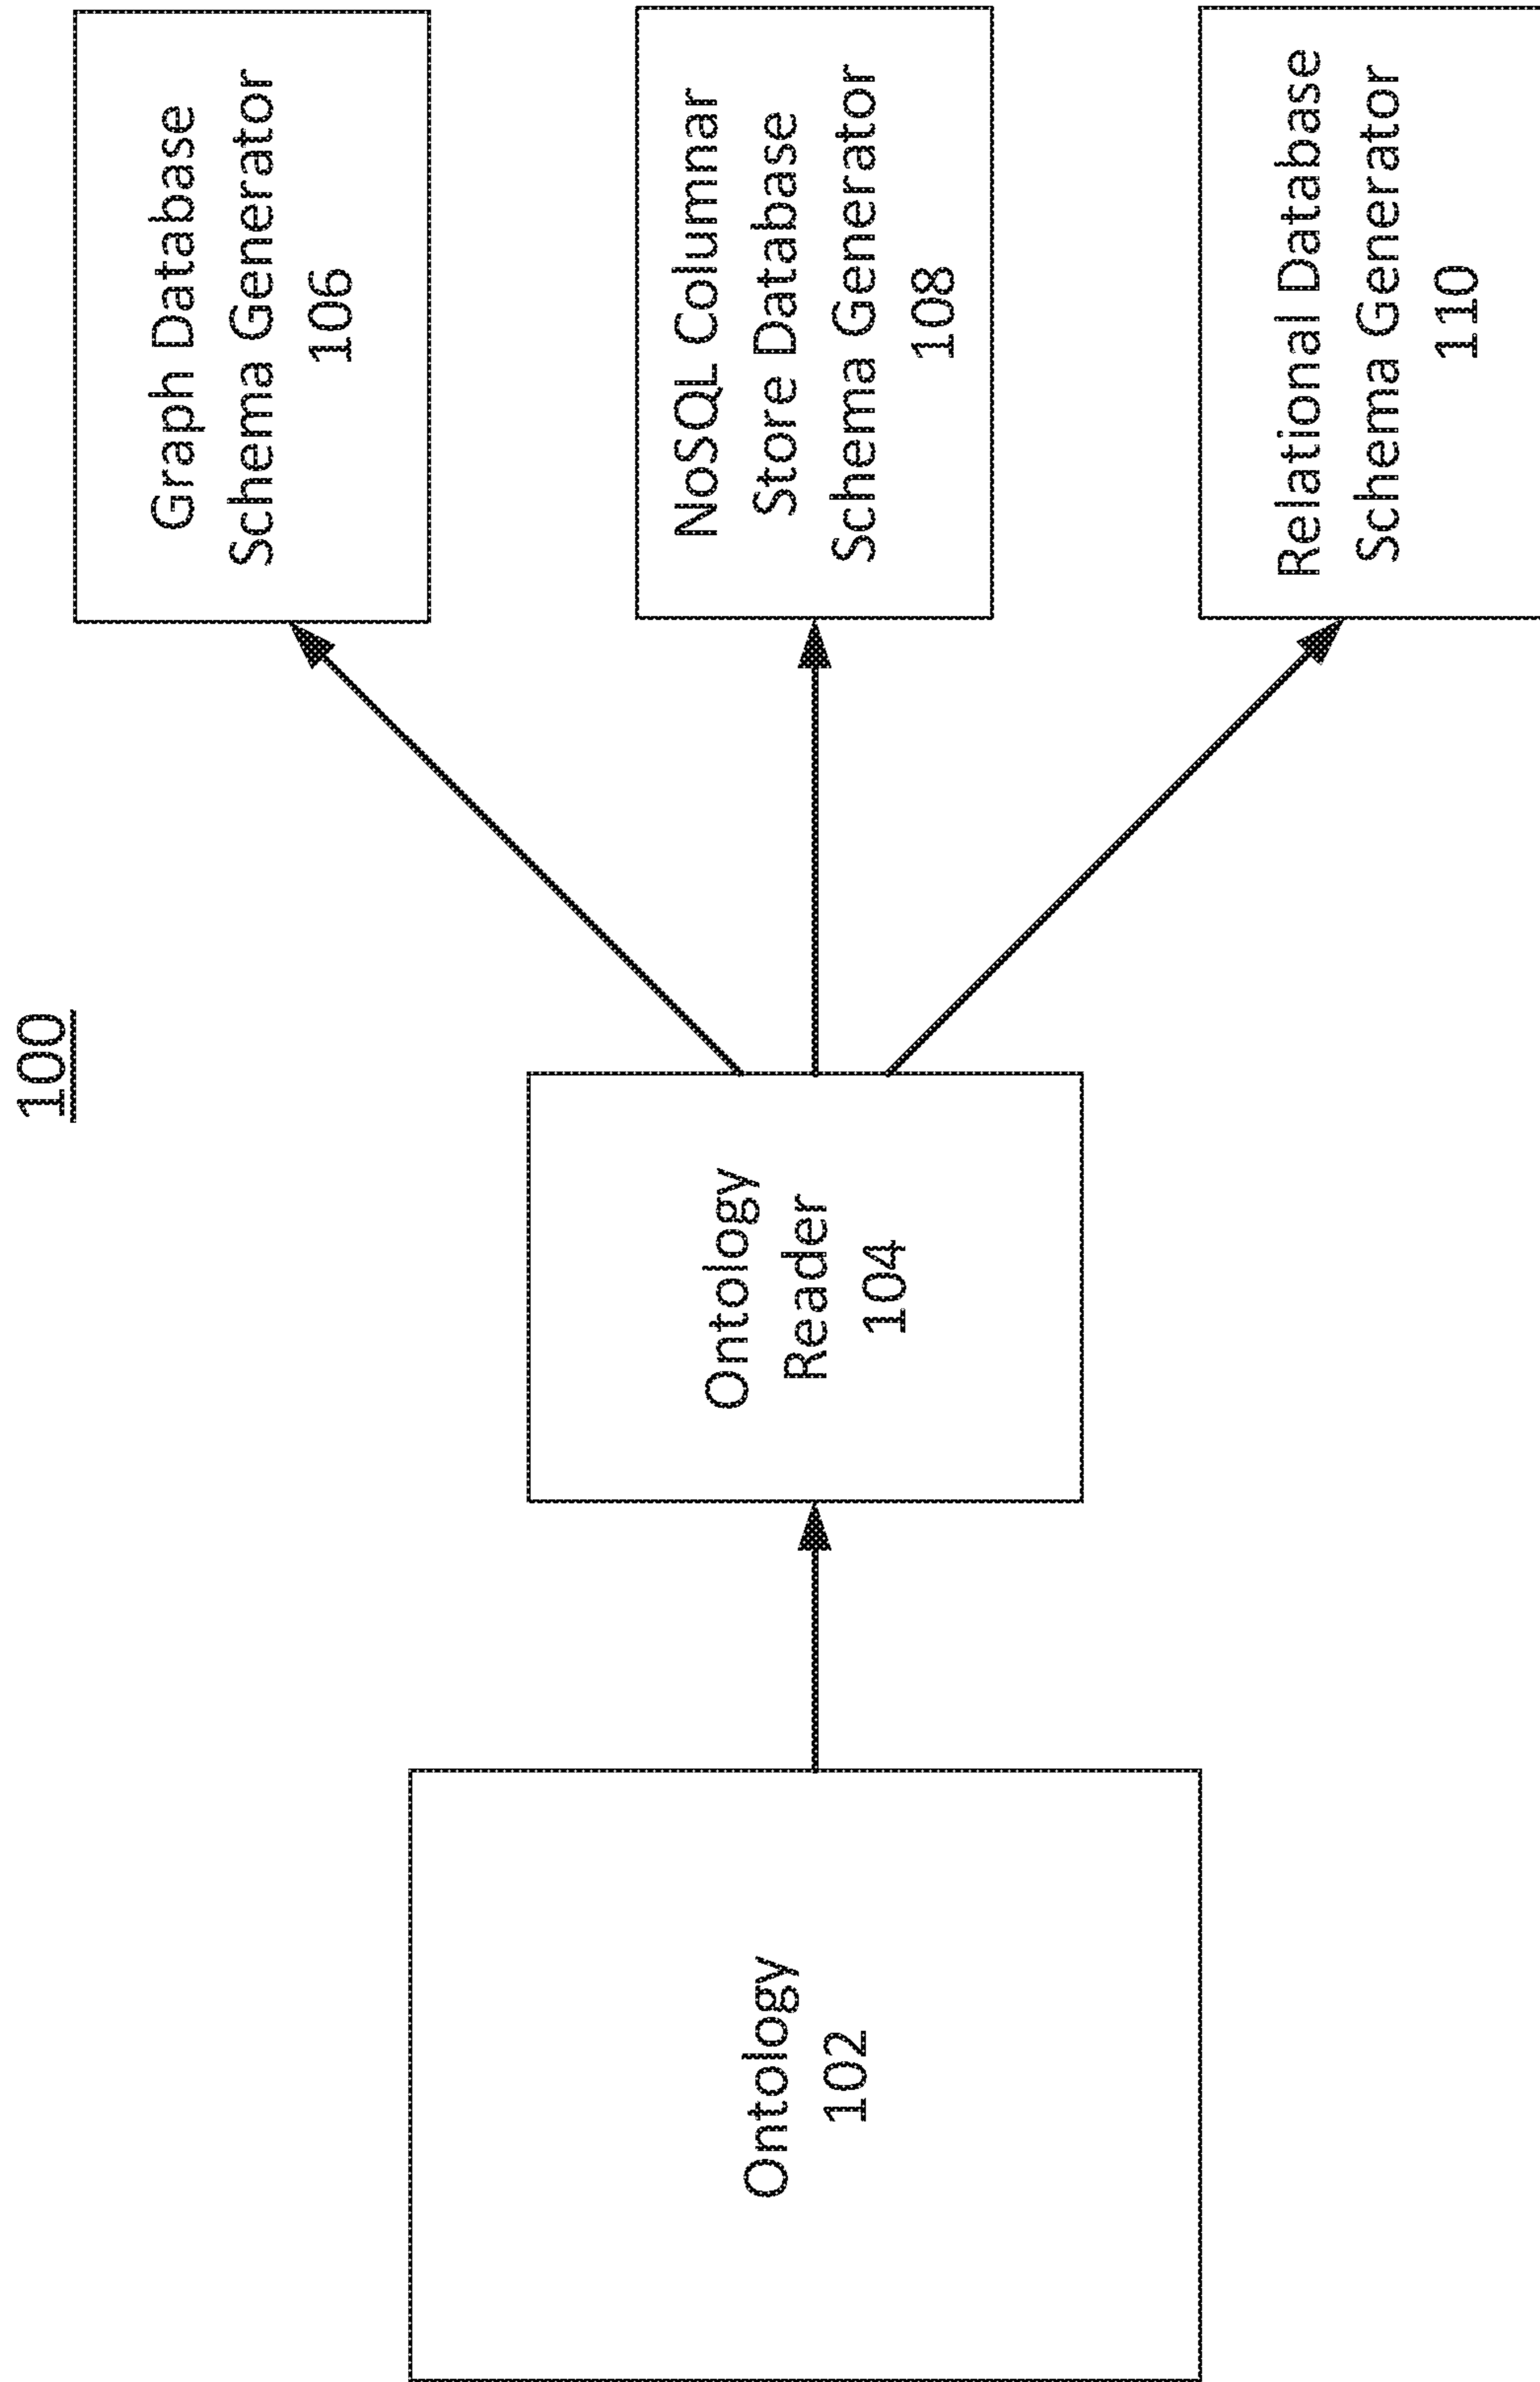 100
Ontology
102
Ontology
Reader
104
Graph Database
Schema Generator
106
NoSQL Columnar
Store Database
Schema Generator
108
Relational Database
Schema Generator
110